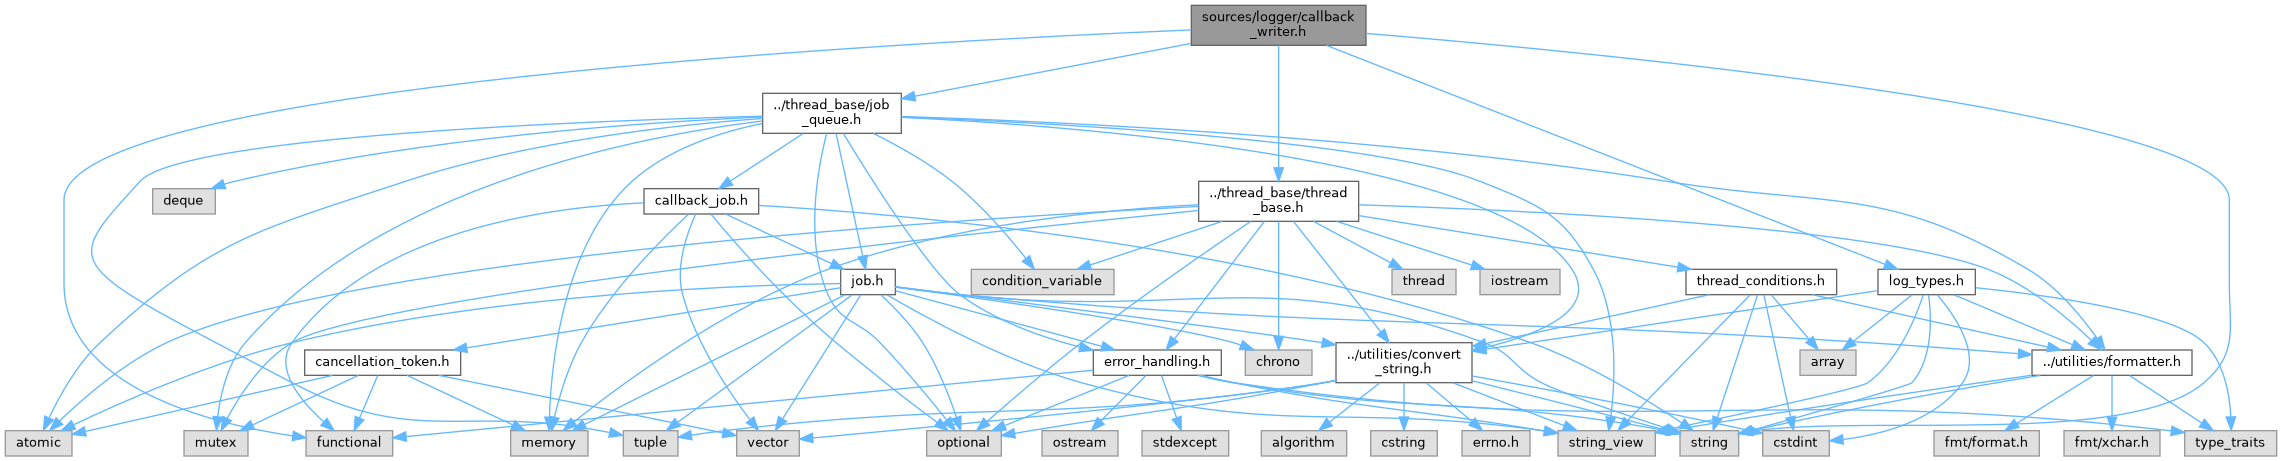 sources/logger/callback
_writer.h
../thread_base/job
_queue.h
deque
callback_job.h
../thread_base/thread
_base.h
job.h
condition_variable
thread
iostream
thread_conditions.h
log_types.h
cancellation_token.h
error_handling.h
chrono
../utilities/convert
_string.h
array
../utilities/formatter.h
atomic
mutex
functional
memory
tuple
vector
optional
ostream
stdexcept
algorithm
cstring
errno.h
string_view
string
cstdint
fmt/format.h
fmt/xchar.h
type_traits